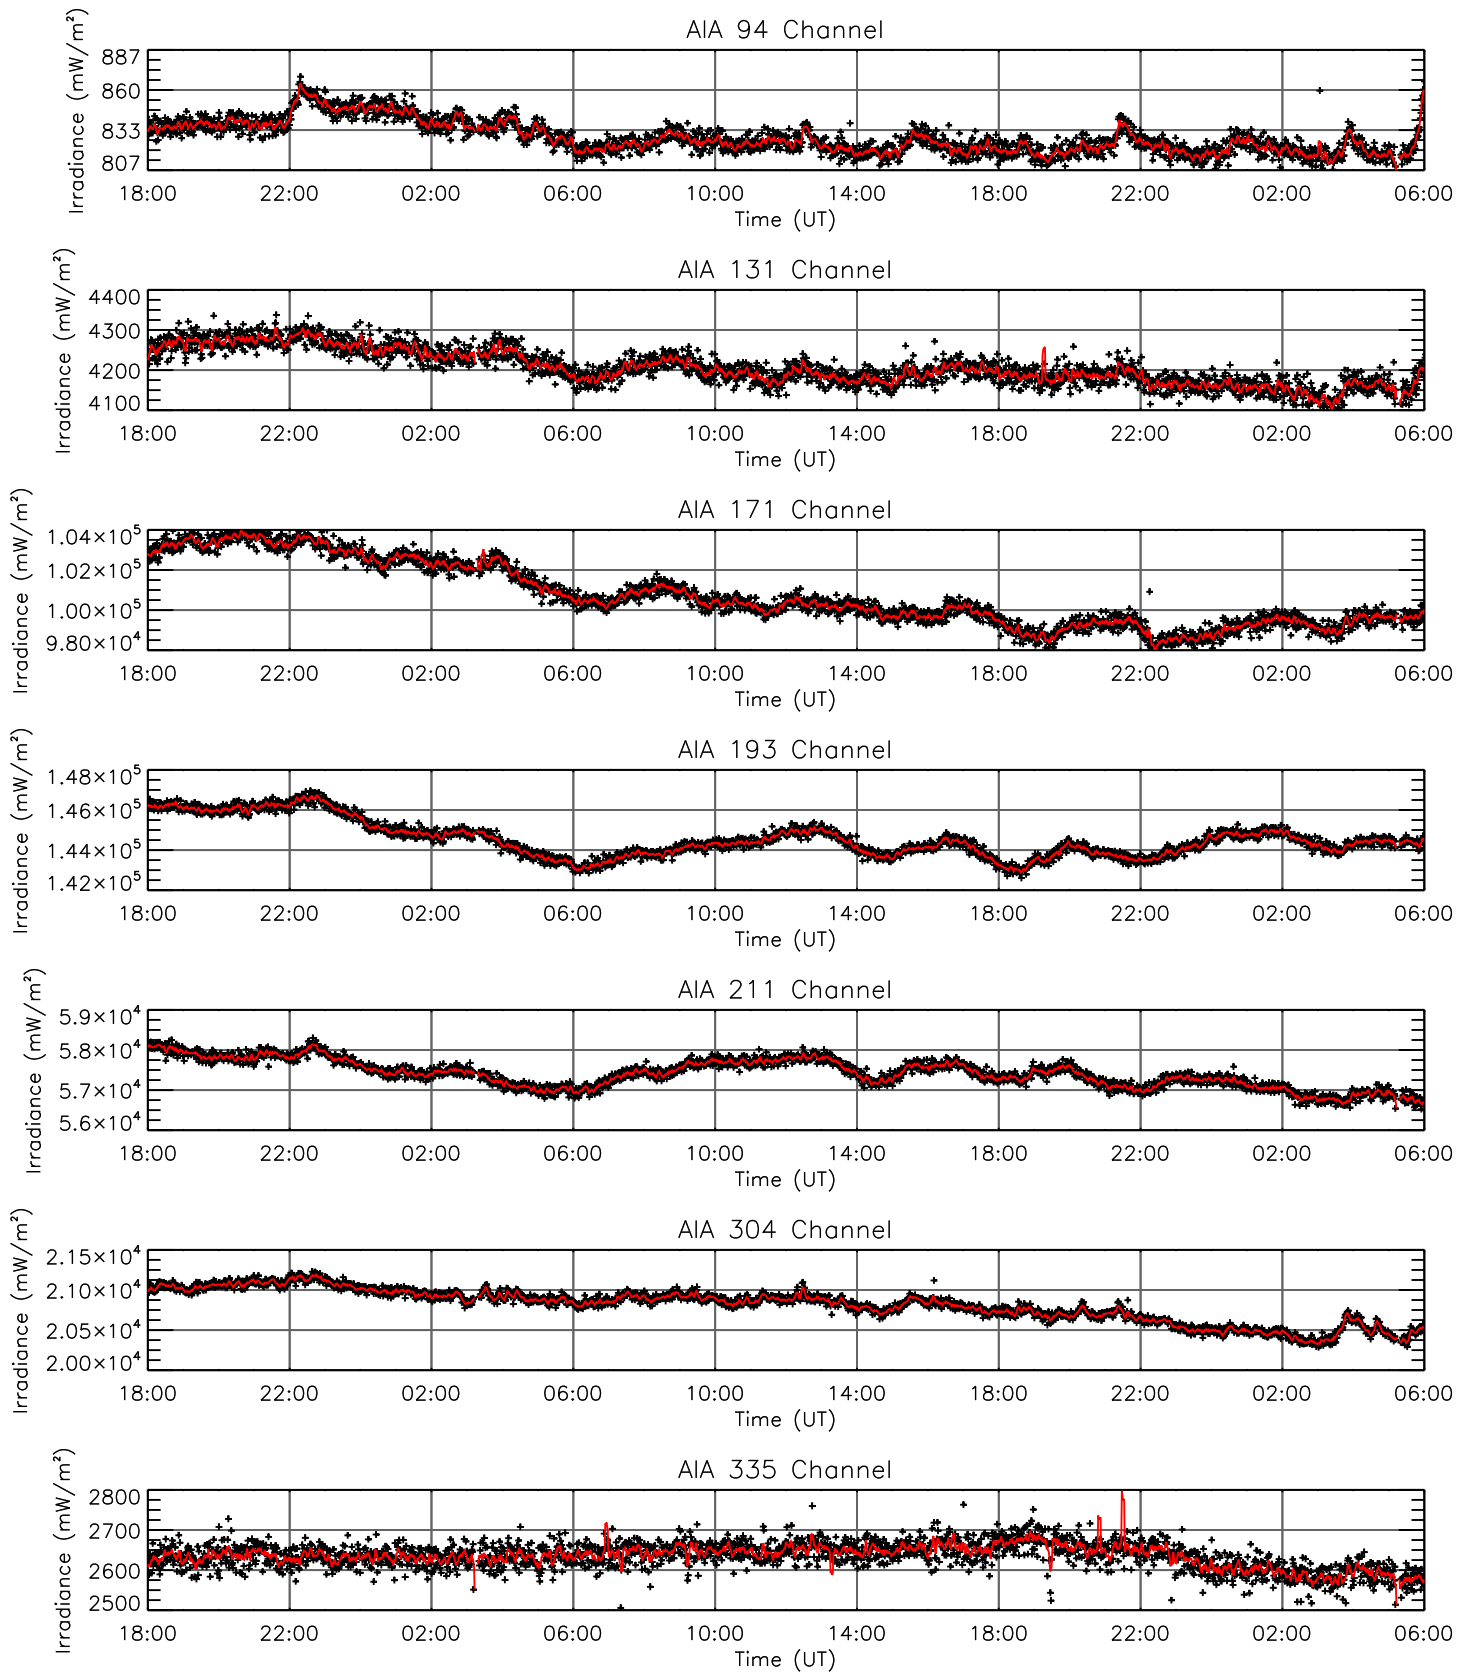 AIA 94 Channel
Irradiance (mW/m²)
887
860
833
807
18:00 22:00 02:00 06:00 10:00 14:00 18:00 22:00 02:00 06:00
Time (UT)
AIA 131 Channel
Irradiance (mW/m²)
4400
4300
4200
4100
18:00 22:00 02:00 06:00 10:00 14:00 18:00 22:00 02:00 06:00
Time (UT)
AIA 171 Channel
Irradiance (mW/m²)
1.04×10⁵
1.02×10⁵
1.00×10⁵
9.80×10⁴
18:00 22:00 02:00 06:00 10:00 14:00 18:00 22:00 02:00 06:00
Time (UT)
AIA 193 Channel
Irradiance (mW/m²)
1.48×10⁵
1.46×10⁵
1.44×10⁵
1.42×10⁵
18:00 22:00 02:00 06:00 10:00 14:00 18:00 22:00 02:00 06:00
Time (UT)
AIA 211 Channel
Irradiance (mW/m²)
5.9×10⁴
5.8×10⁴
5.7×10⁴
5.6×10⁴
18:00 22:00 02:00 06:00 10:00 14:00 18:00 22:00 02:00 06:00
Time (UT)
AIA 304 Channel
Irradiance (mW/m²)
2.15×10⁴
2.10×10⁴
2.05×10⁴
2.00×10⁴
18:00 22:00 02:00 06:00 10:00 14:00 18:00 22:00 02:00 06:00
Time (UT)
AIA 335 Channel
Irradiance (mW/m²)
2800
2700
2600
2500
18:00 22:00 02:00 06:00 10:00 14:00 18:00 22:00 02:00 06:00
Time (UT)